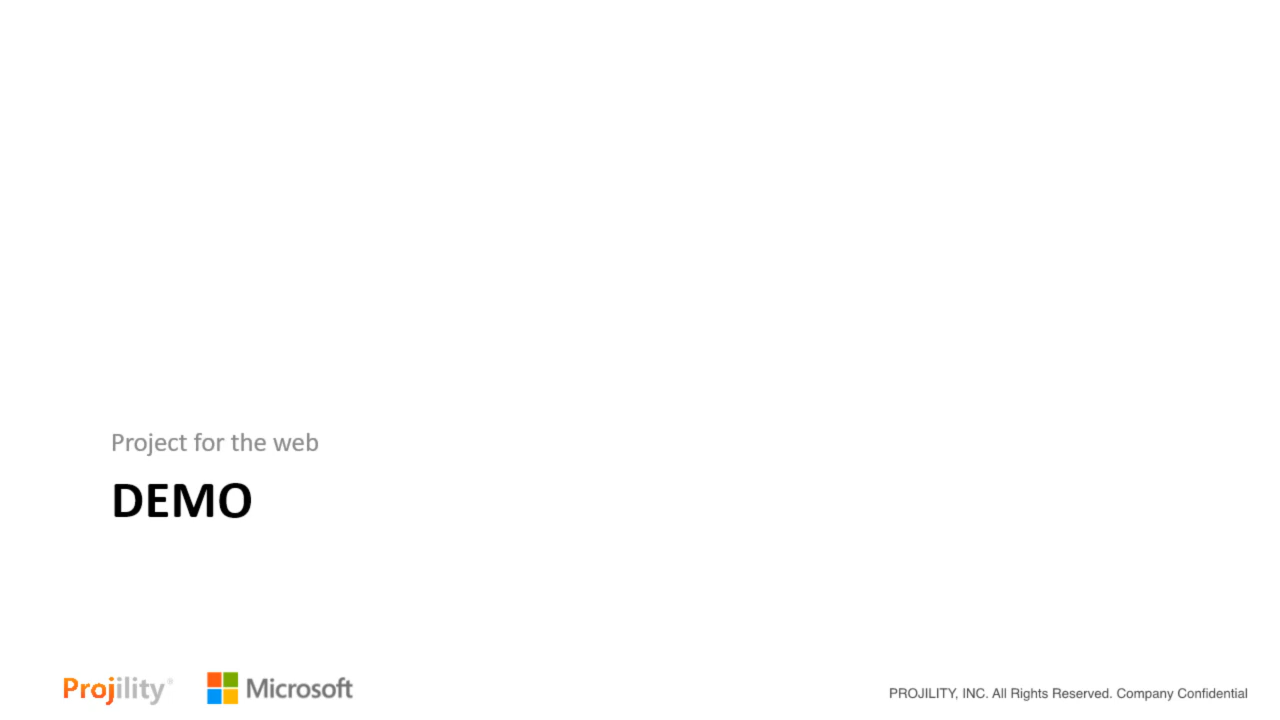 Project for the web
DEMO
Projility®
Microsoft
PROJILITY, INC. All Rights Reserved. Company Confidential